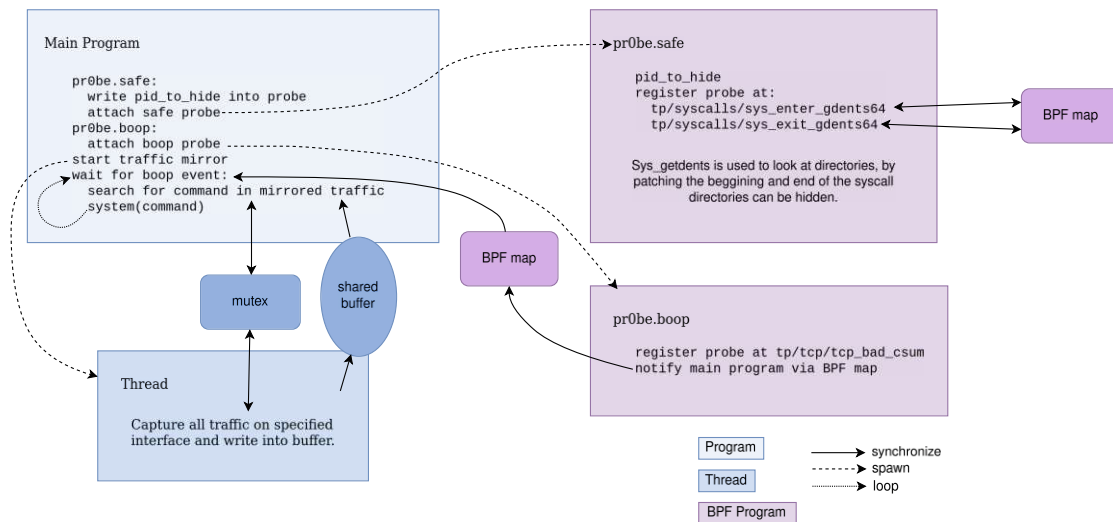 Main Program
pr0be.safe:
write pid_to_hide into probe
attach safe probe
pr0be.boop:
attach boop probe
start traffic mirror
wait for boop event:
search for command in mirrored traffic
system(command)
mutex
shared
buffer
Thread
Capture all traffic on specified
interface and write into buffer.
BPF map
pr0be.safe
pid_to_hide
register probe at:
tp/syscalls/sys_enter_gdents64
tp/syscalls/sys_exit_gdents64
Sys_getdents is used to look at directories, by
patching the beggining and end of the syscall
directories can be hidden.
BPF map
pr0be.boop
register probe at tp/tcp/tcp_bad_csum
notify main program via BPF map
Program
Thread
BPF Program
synchronize
spawn
loop